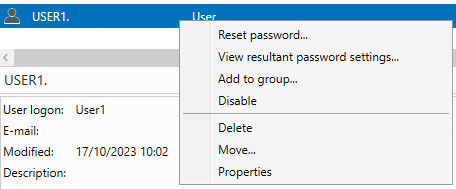 USER1. User
Reset password...
View resultant password settings...
Add to group...
Disable
Delete
Move...
Properties
USER1.
User logon: User1
E-mail:
Modified: 17/10/2023 10:02
Description: